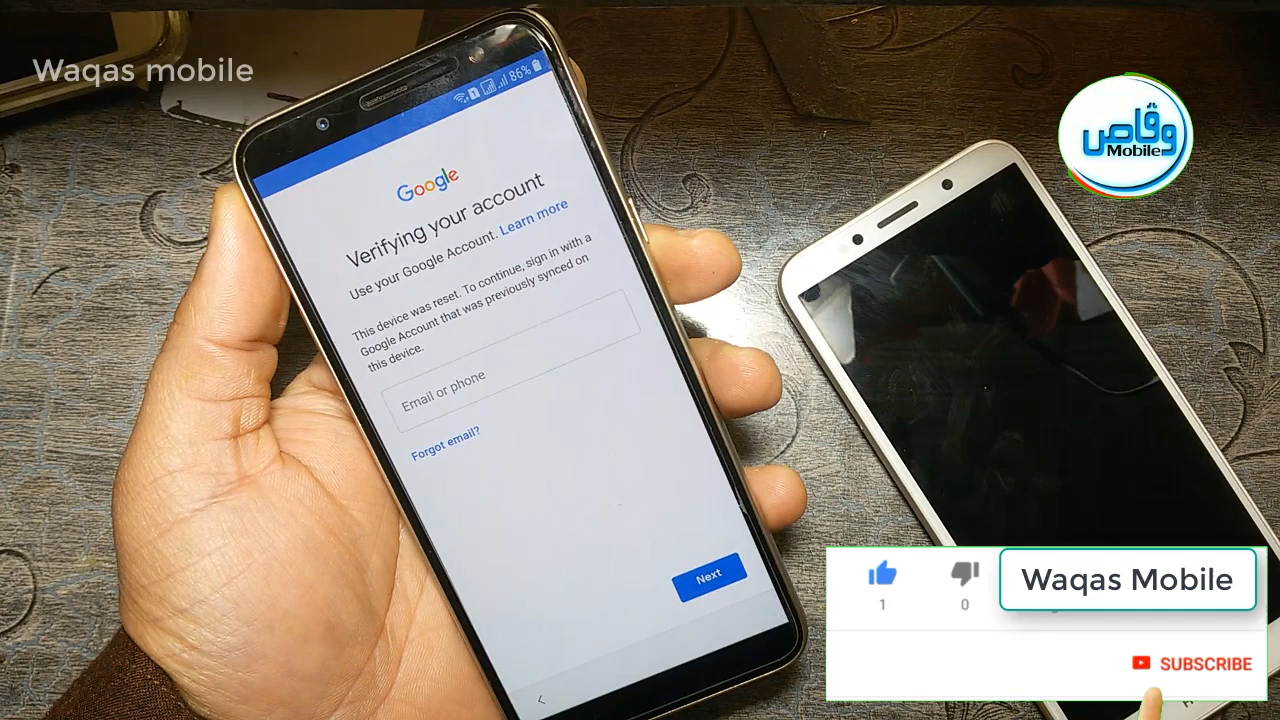 Waqas mobile
وقاص
Mobile
86%
Google
Verifying your account
Use your Google Account. Learn more
This device was reset. To continue, sign in with a
Google Account that was previously synced on
this device.
Email or phone
Forgot email?
Next
1
0
Waqas Mobile
SUBSCRIBE